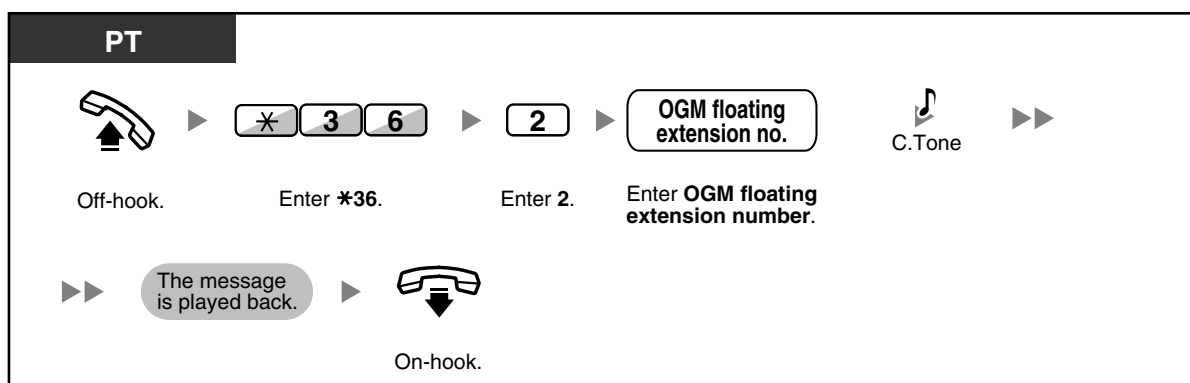 PT
✳ 3 6
2
OGM floating
extension no.
C.Tone
Off-hook.
Enter ✳36.
Enter 2.
Enter OGM floating
extension number.
The message
is played back.
On-hook.